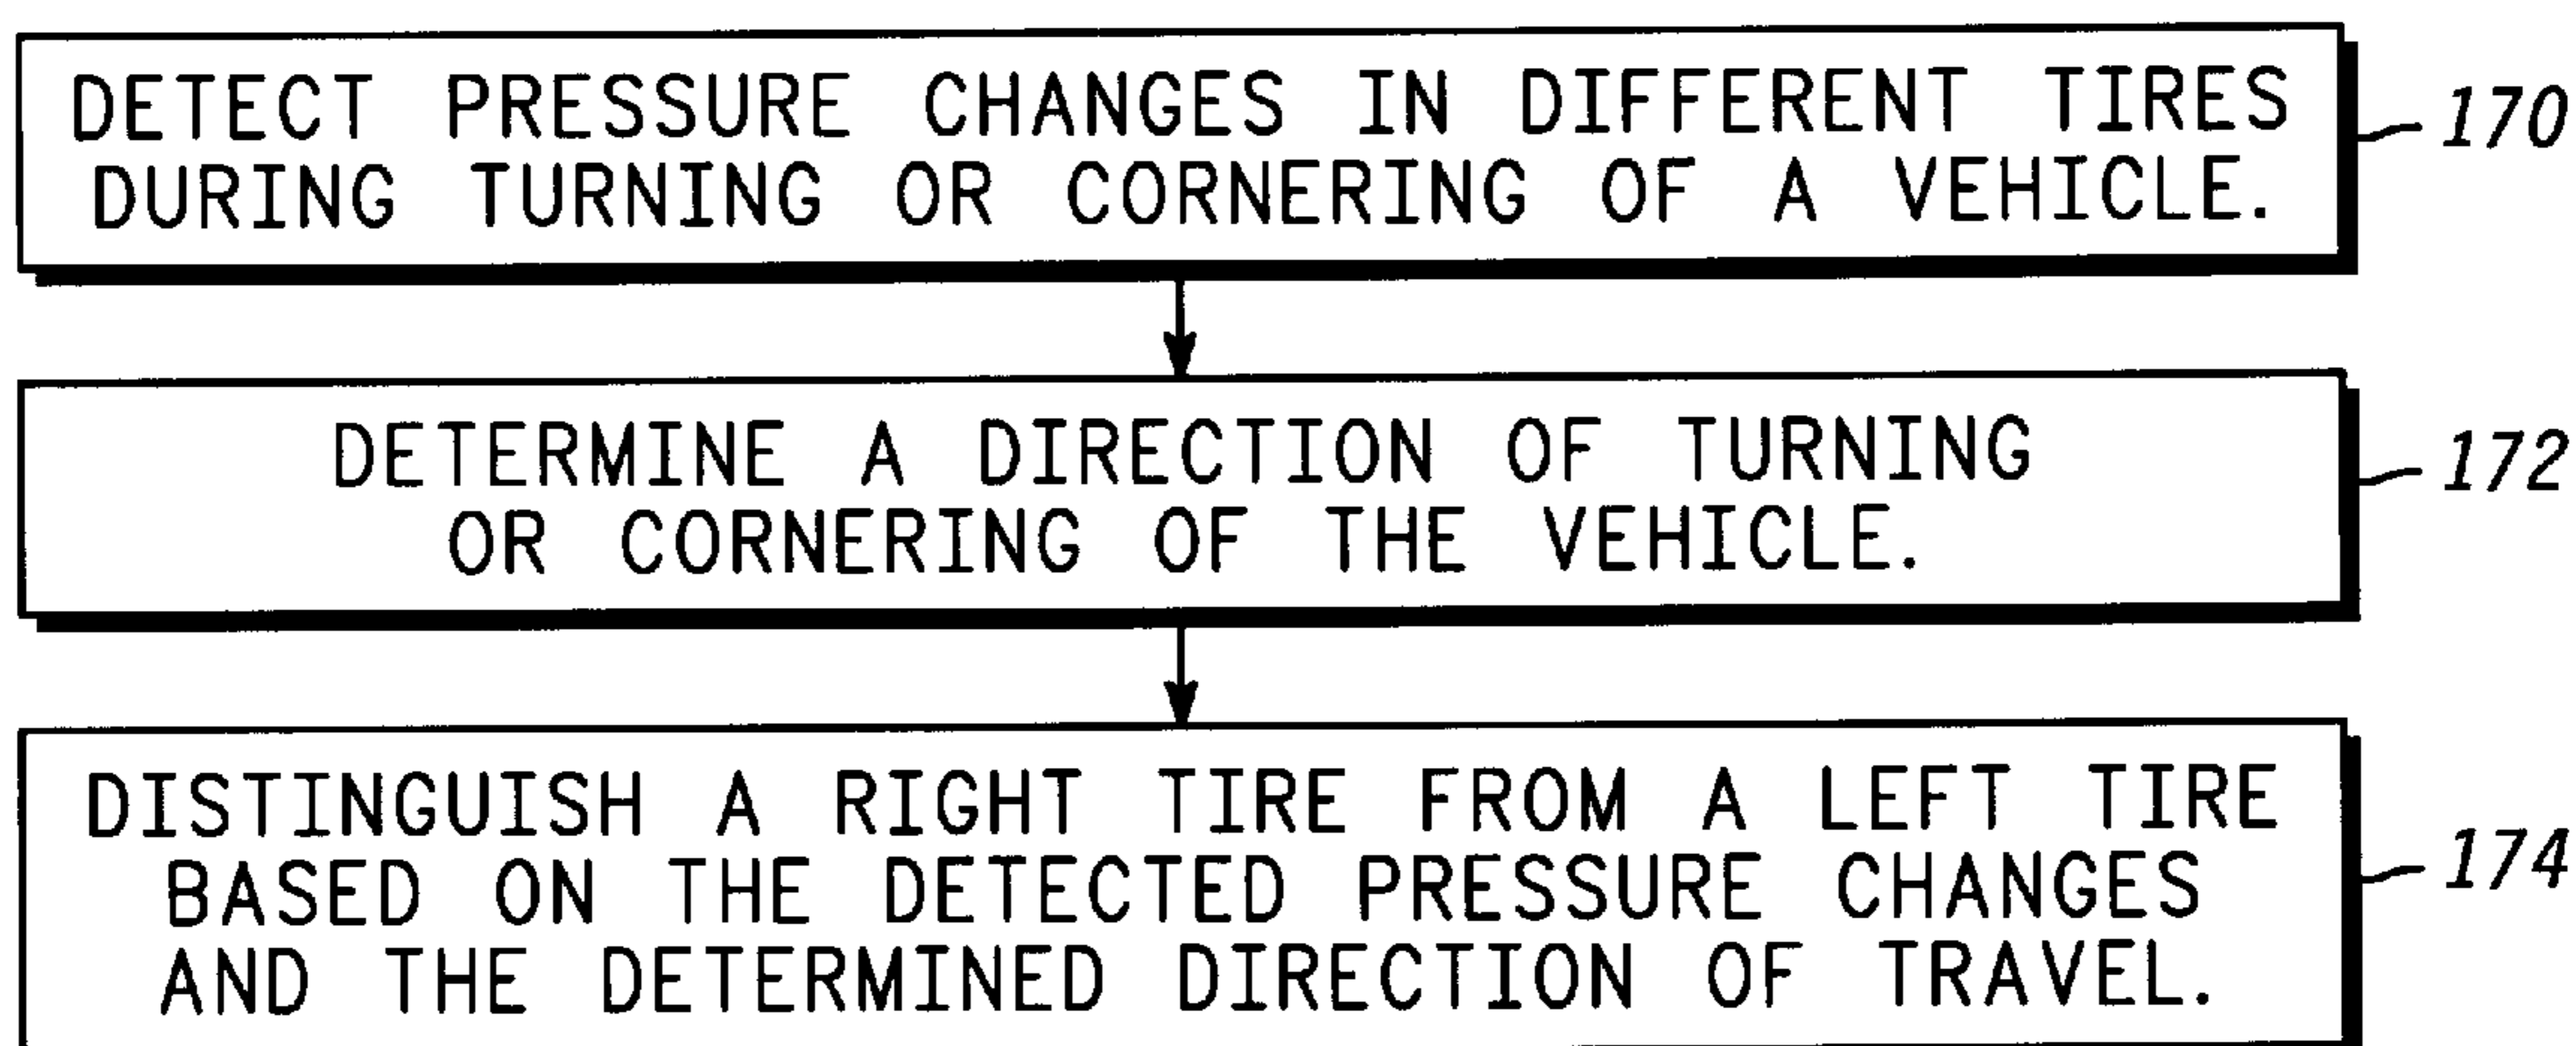 DETECT PRESSURE CHANGES IN DIFFERENT TIRES
DURING TURNING OR CORNERING OF A VEHICLE.
170
DETERMINE A DIRECTION OF TURNING
OR CORNERING OF THE VEHICLE.
172
DISTINGUISH A RIGHT TIRE FROM A LEFT TIRE
BASED ON THE DETECTED PRESSURE CHANGES
AND THE DETERMINED DIRECTION OF TRAVEL.
174